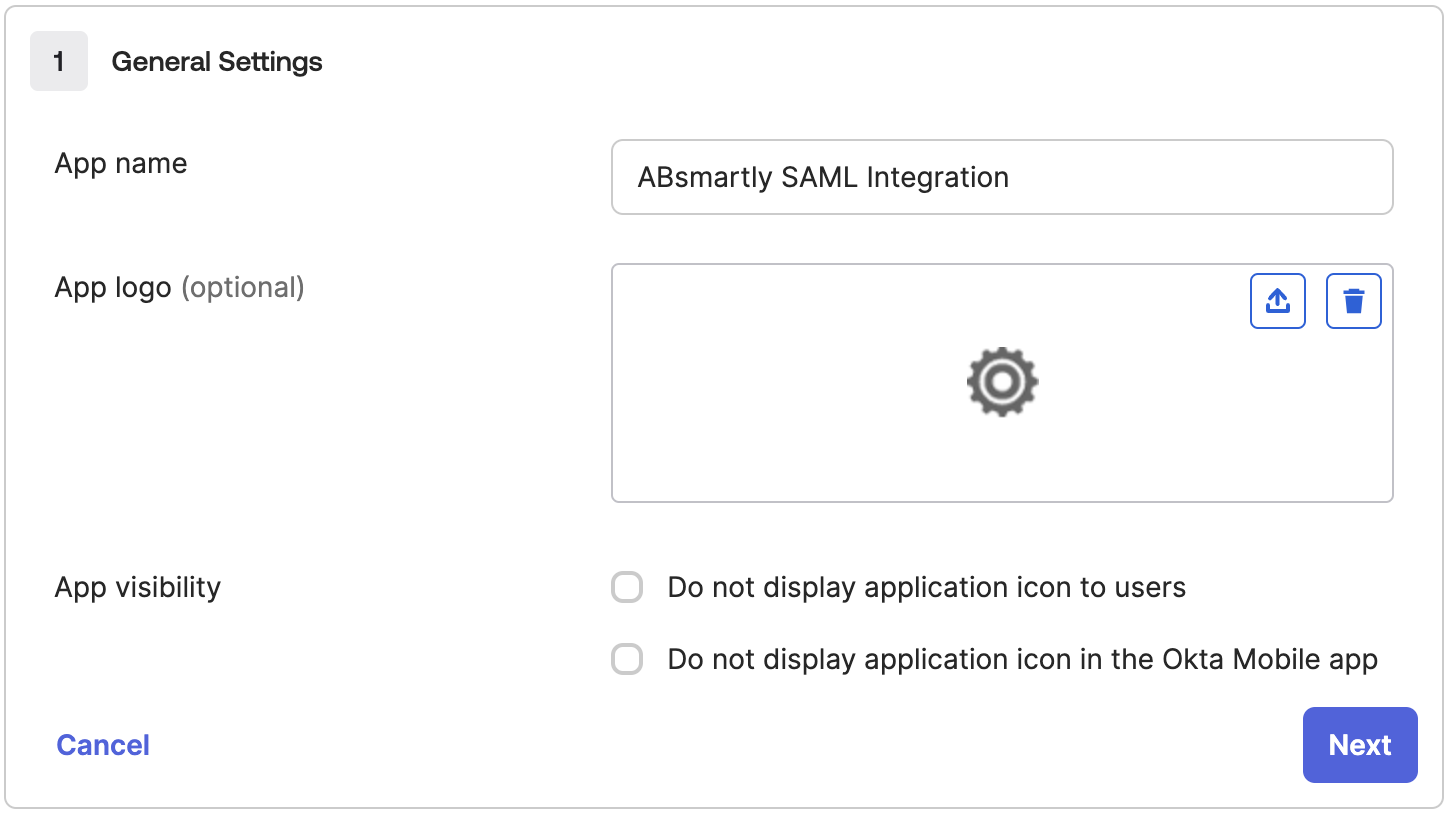 1 General Settings
App name
ABsmartly SAML Integration
App logo (optional)
App visibility
Do not display application icon to users
Do not display application icon in the Okta Mobile app
Cancel
Next